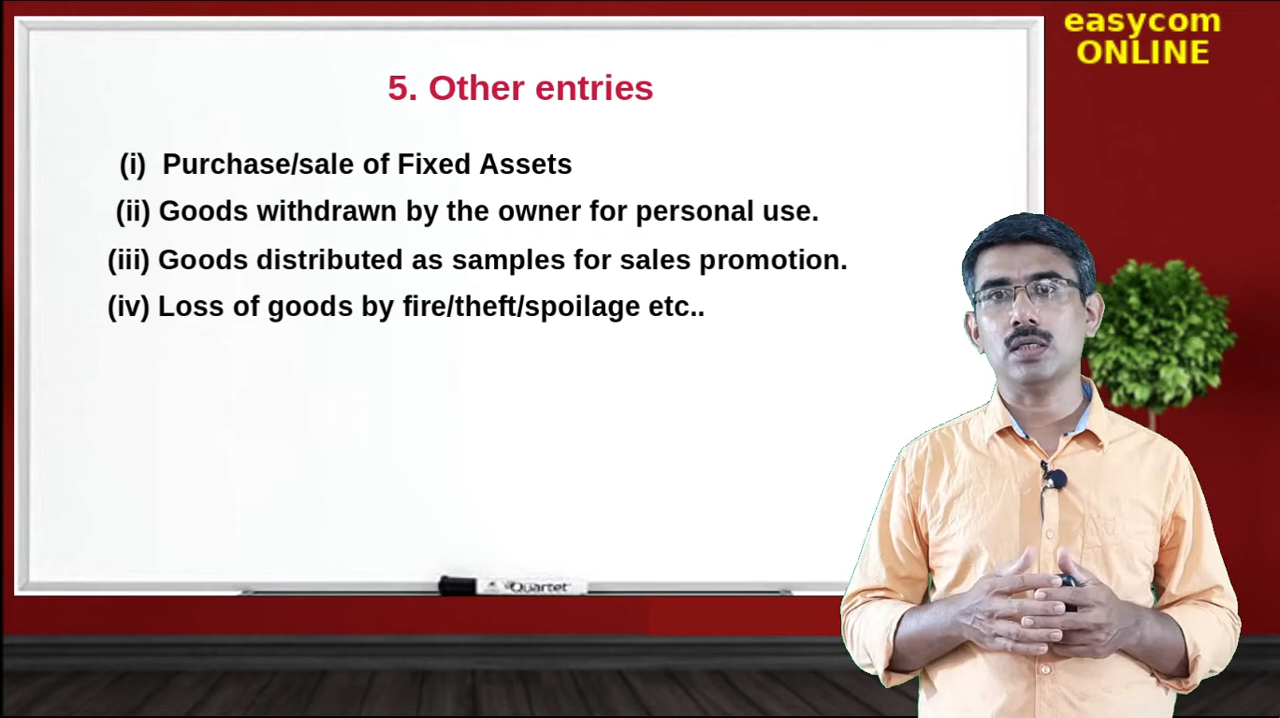 easycom
ONLINE
5. Other entries
(i) Purchase/sale of Fixed Assets
(ii) Goods withdrawn by the owner for personal use.
(iii) Goods distributed as samples for sales promotion.
(iv) Loss of goods by fire/theft/spoilage etc..
Quartet